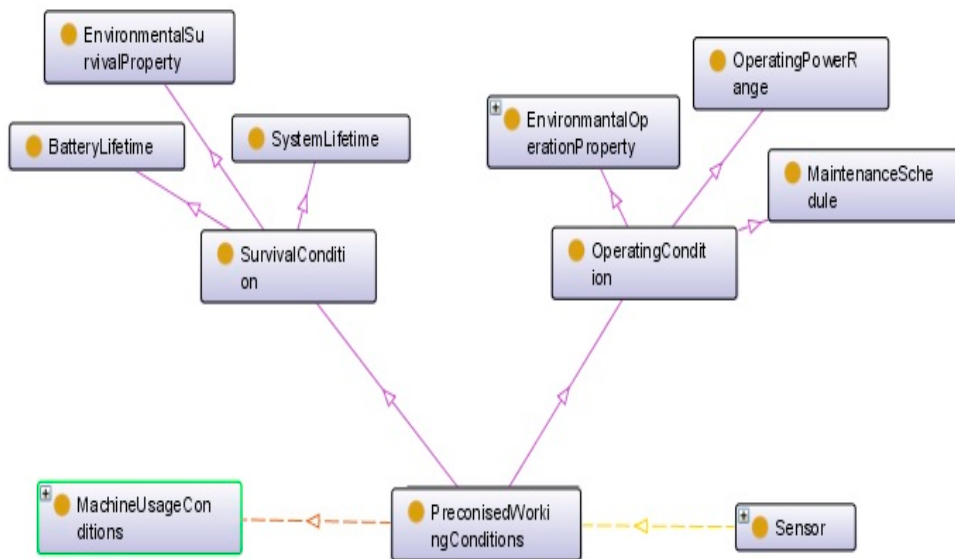 EnvironmentalSu
rvivalProperty
OperatingPowerR
ange
EnvironmantalOp
erationProperty
BatteryLifetime
SystemLifetime
MaintenanceSche
dule
SurvivalConditi
on
OperatingCondit
ion
MachineUsageCon
ditions
PreconisedWorki
ngConditions
Sensor